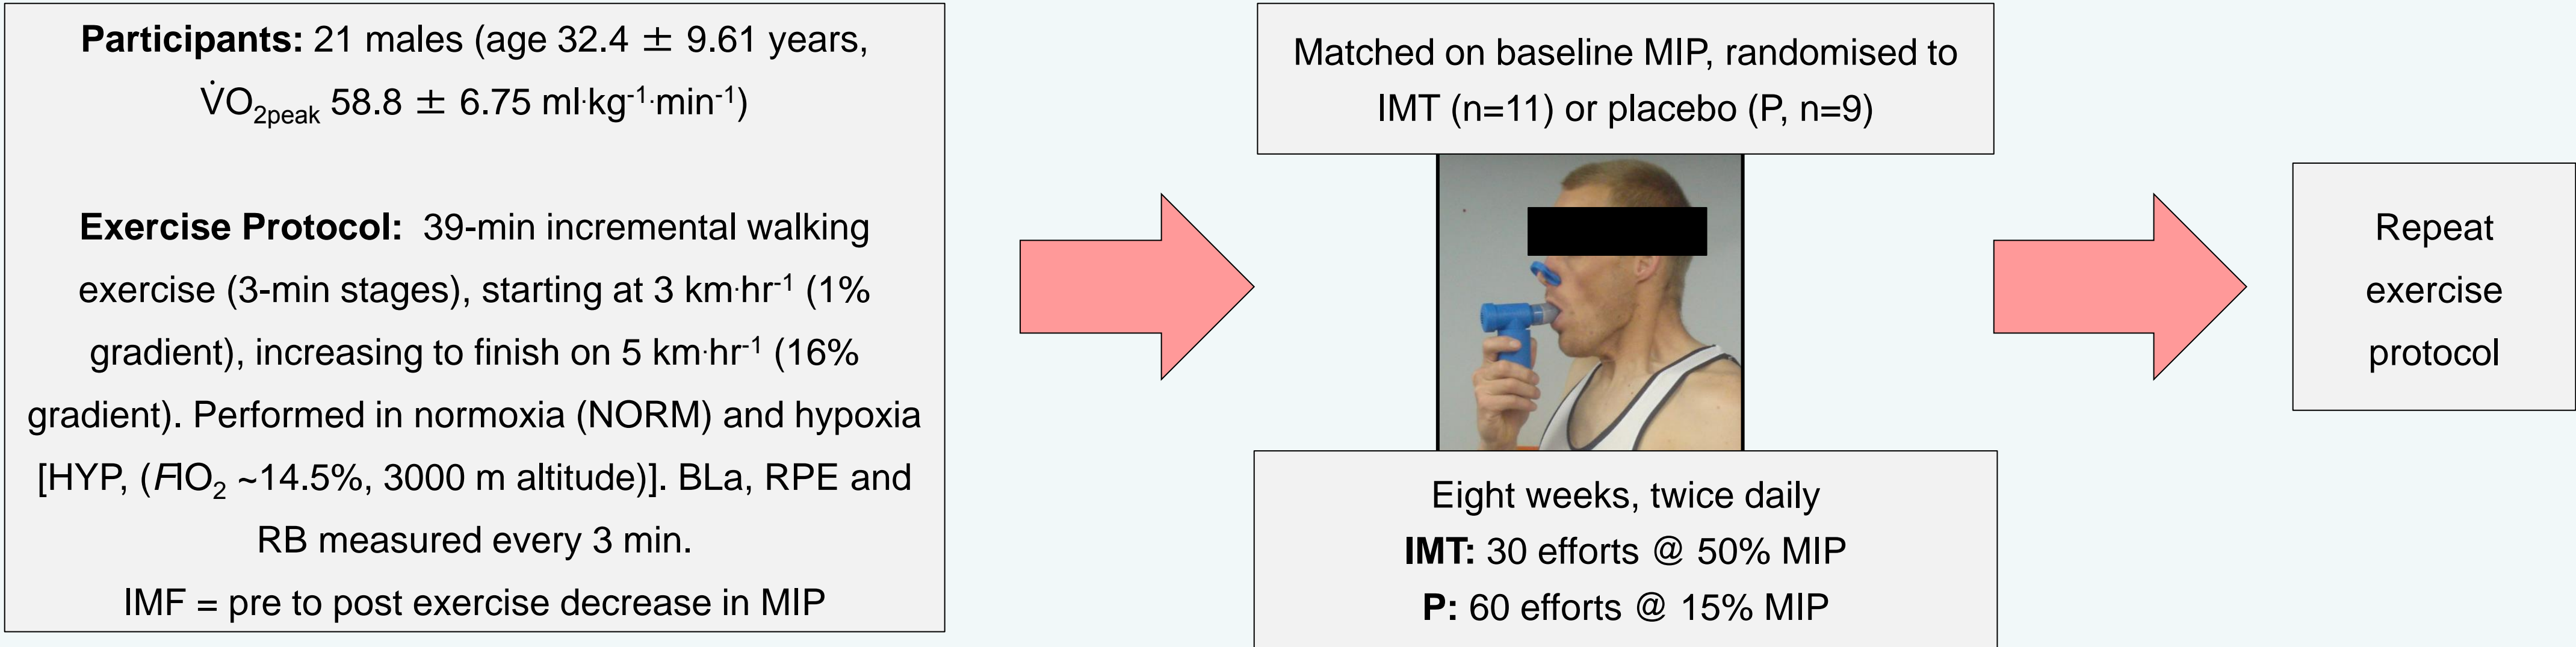 Participants: 21 males (age 32.4 ± 9.61 years,
V̇O₂peak 58.8 ± 6.75 ml·kg⁻¹·min⁻¹)
Exercise Protocol: 39-min incremental walking
exercise (3-min stages), starting at 3 km·hr⁻¹ (1%
gradient), increasing to finish on 5 km·hr⁻¹ (16%
gradient). Performed in normoxia (NORM) and hypoxia
[HYP, (FIO₂ ~14.5%, 3000 m altitude)]. BLa, RPE and
RB measured every 3 min.
IMF = pre to post exercise decrease in MIP
Matched on baseline MIP, randomised to
IMT (n=11) or placebo (P, n=9)
Eight weeks, twice daily
IMT: 30 efforts @ 50% MIP
P: 60 efforts @ 15% MIP
Repeat
exercise
protocol